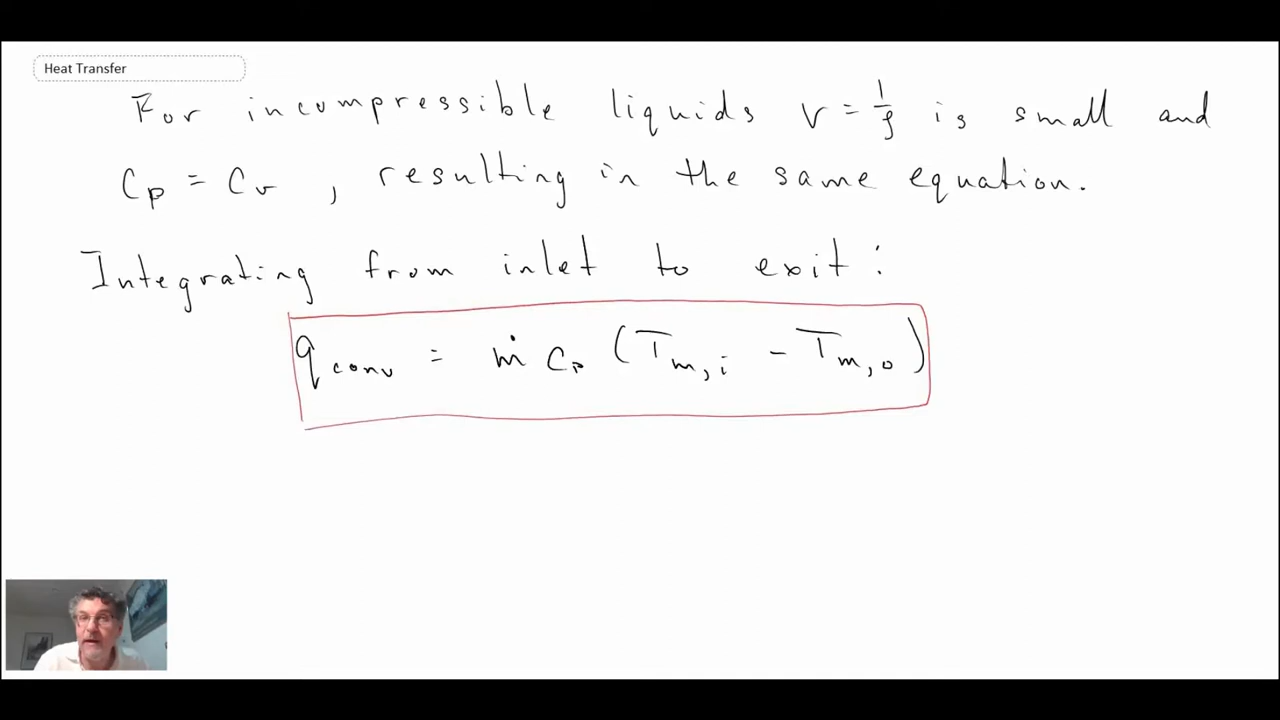 Heat Transfer
For incompressible liquids v = 1/ρ is small and
Cp = Cv , resulting in the same equation.
Integrating from inlet to exit :
q conv = ṁ Cp (Tm,i - Tm,o)